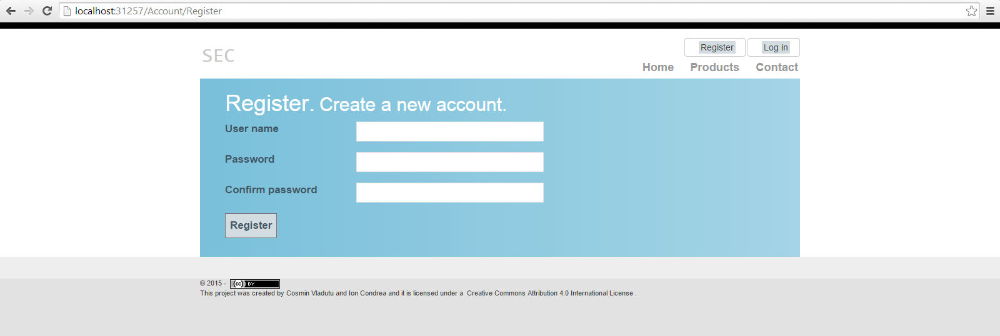 localhost:31257/Account/Register
SEC
Register Log in
Home Products Contact
Register. Create a new account.
User name
Password
Confirm password
Register
© 2015 - cc BY
This project was created by Cosmin Vladutu and Ion Condrea and it is licensed under a Creative Commons Attribution 4.0 International License .